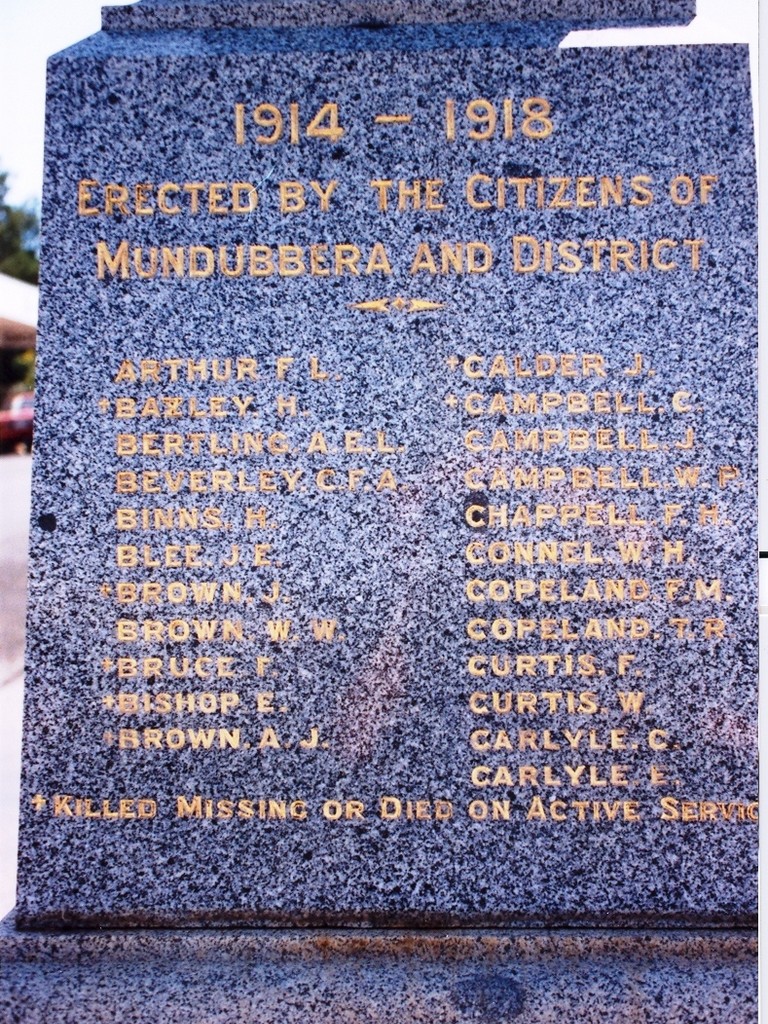 1914 – 1918
ERECTED BY THE CITIZENS OF
MUNDUBBERA AND DISTRICT
ARTHUR F. L.
+BAZLEY. H.
BERTLING. A.E.L.
BEVERLEY. C.F.A.
BINNS. H.
BLEE. J. E.
+BROWN. J.
BROWN. W. W.
+BRUCE. F.
+BISHOP E.
+BROWN. A. J.
+CALDER J.
+CAMPBELL. C.
CAMPBELL. J
CAMPBELL. W. P
CHAPPELL. F. H.
CONNEL. W. H.
COPELAND. F. M.
COPELAND. T. R.
CURTIS. F.
CURTIS. W.
CARLYLE. C.
CARLYLE. E.
+KILLED MISSING OR DIED ON ACTIVE SERVIC